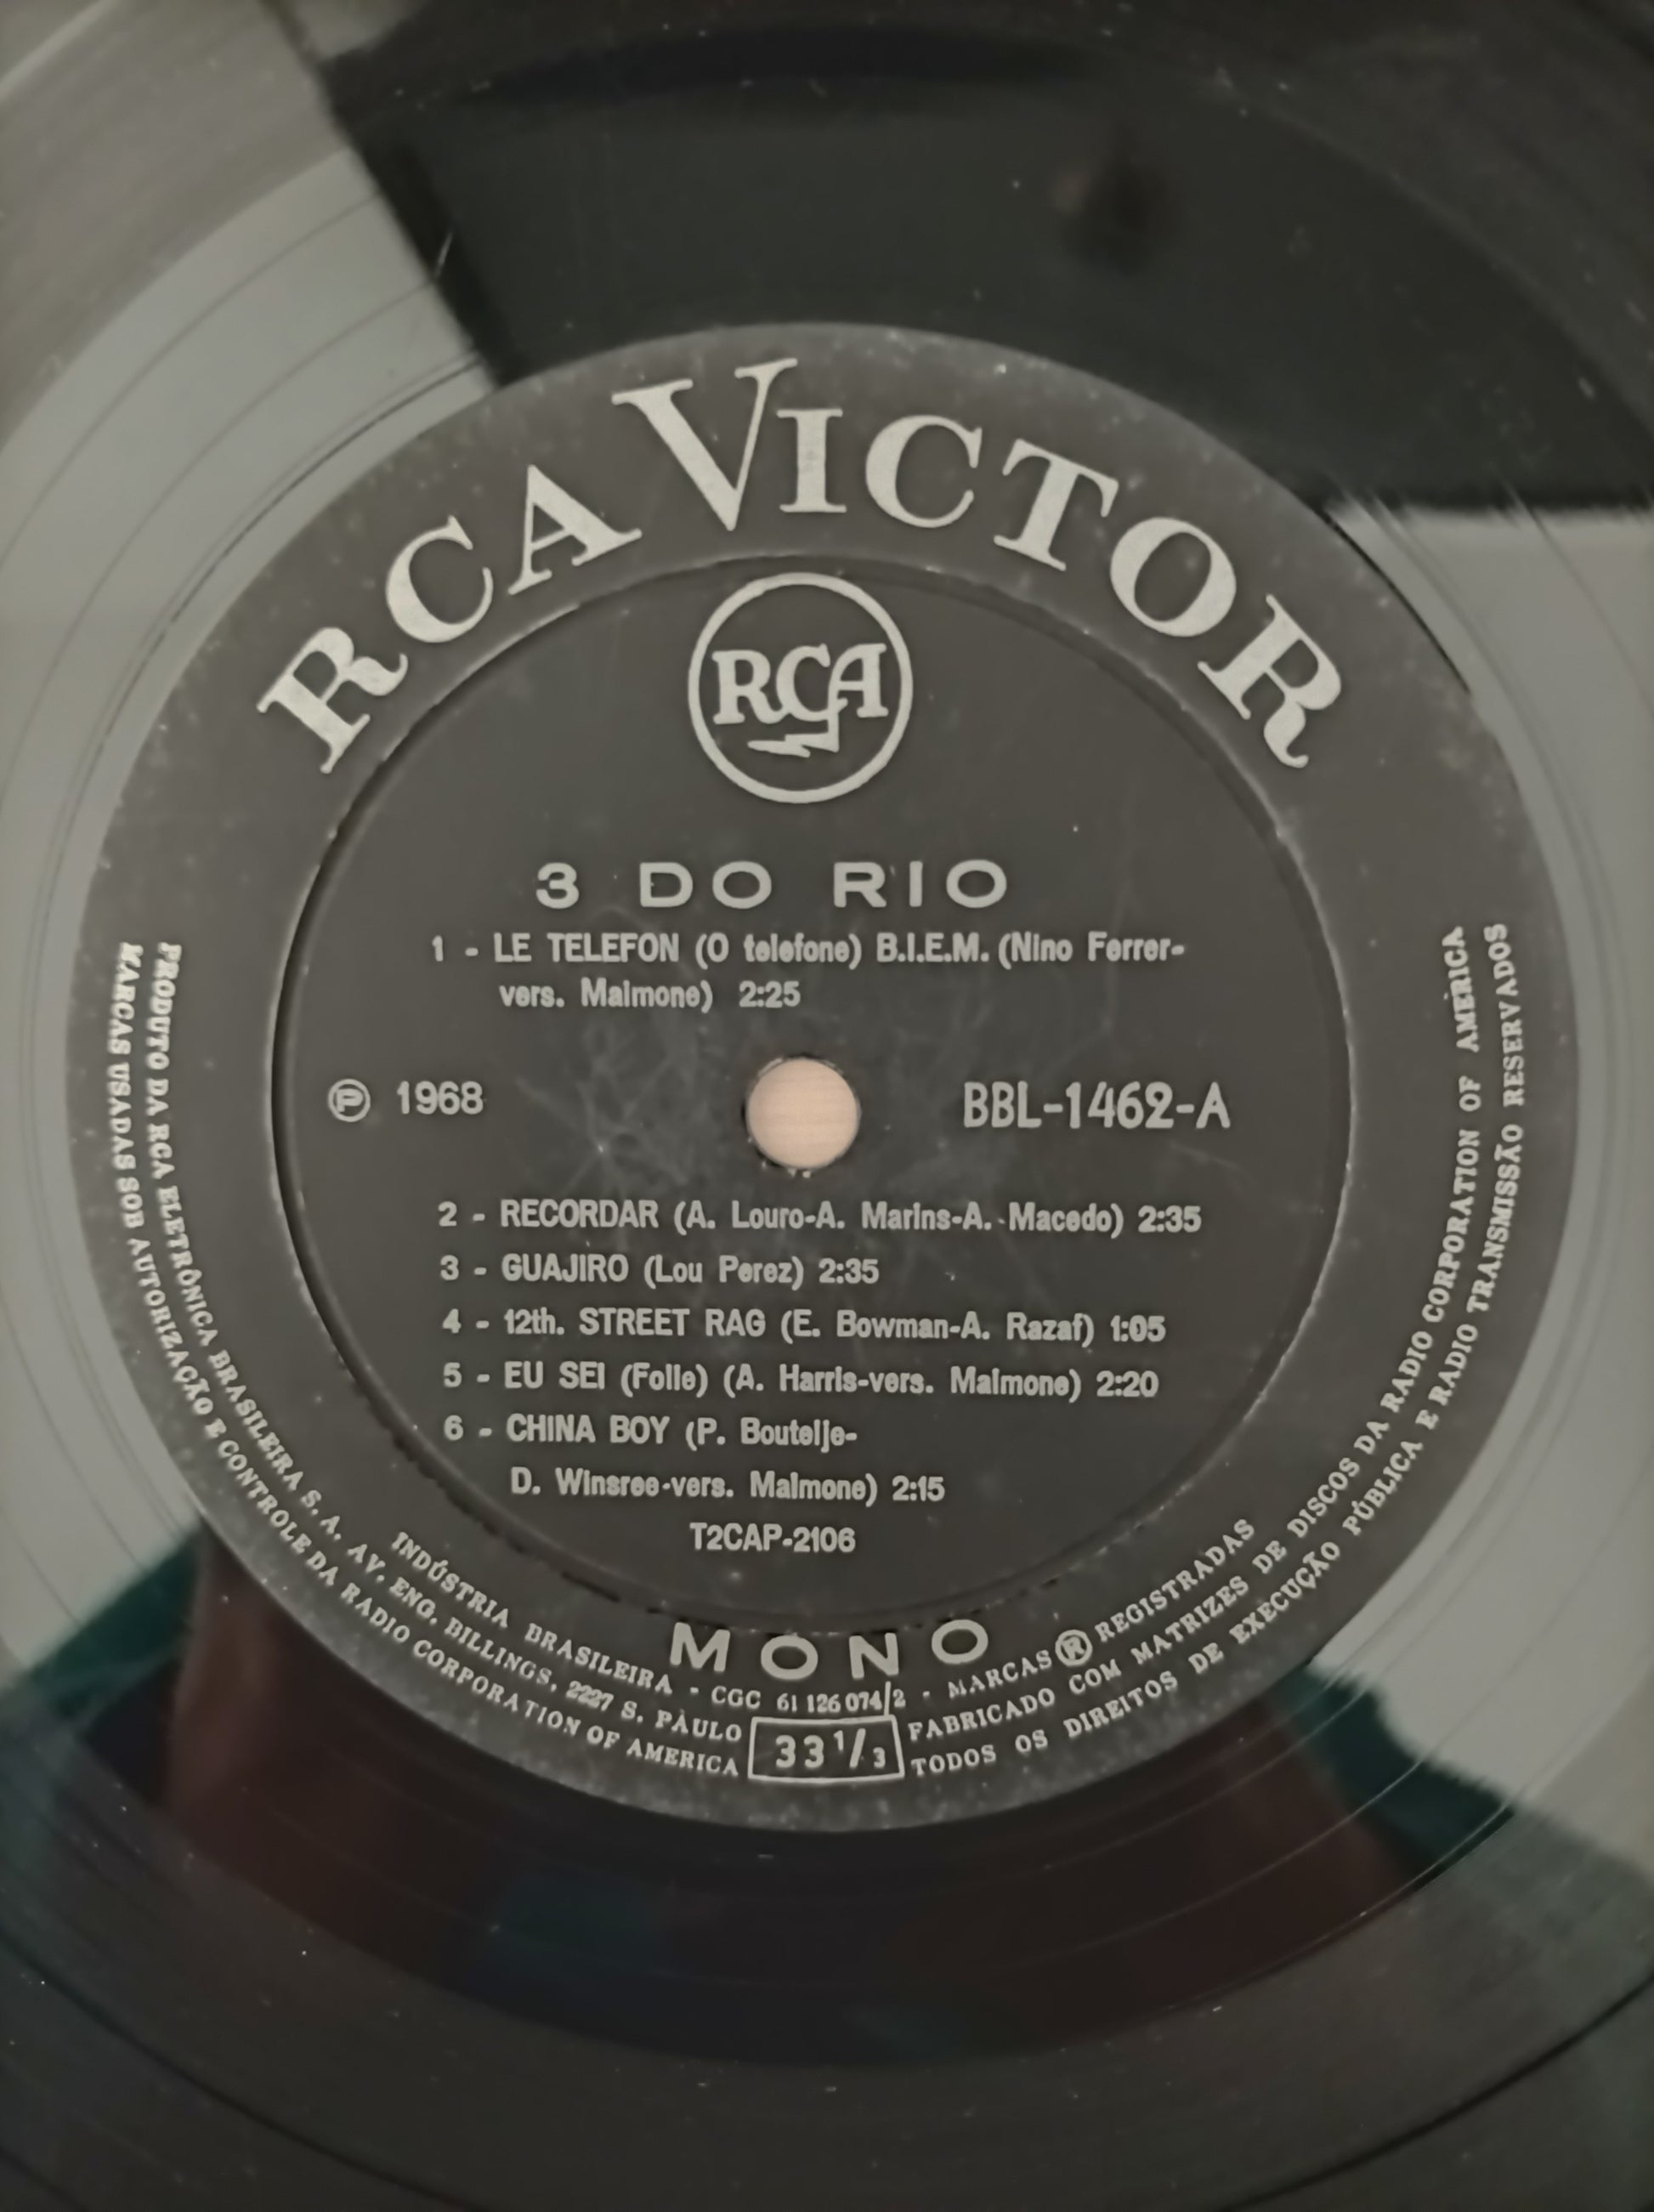 RCA VICTOR
RCA
3 DO RIO
1 - LE TELEFON (O telefone) B.I.E.M. (Nino Ferrer-
vers. Maimone) 2:25
℗ 1968
BBL-1462-A
2 - RECORDAR (A. Louro-A. Marins-A. Macedo) 2:35
3 - GUAJIRO (Lou Perez) 2:35
4 - 12th. STREET RAG (E. Bowman-A. Razaf) 1:05
5 - EU SEI (Folle) (A. Harris-vers. Maimone) 2:20
6 - CHINA BOY (P. Boutelje-
D. Winsree-vers. Maimone) 2:15
T2CAP-2106
MONO
INDÚSTRIA BRASILEIRA - CGC 61 126 074/2 - MARCAS ® REGISTRADAS
PRODUTO DA RCA ELETRÔNICA BRASILEIRA S. A. AV. ENG. BILLINGS, 2227 S. PAULO
MARCAS USADAS SOB AUTORIZAÇÃO E CONTROLE DA RADIO CORPORATION OF AMERICA
33 1/3
FABRICADO COM MATRIZES DE DISCOS DA RADIO CORPORATION OF AMERICA
TODOS OS DIREITOS DE EXECUÇÃO PÚBLICA E RADIO TRANSMISSÃO RESERVADOS